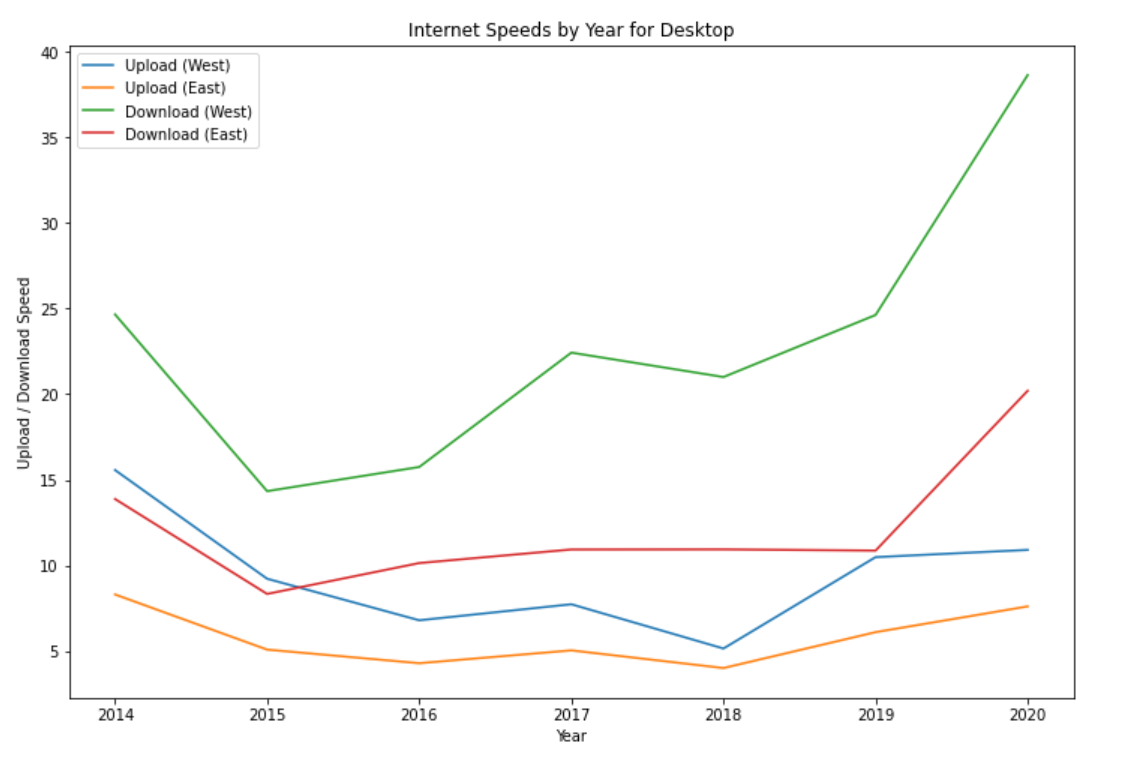 Internet Speeds by Year for Desktop
Upload (West)
Upload (East)
Download (West)
Download (East)
Upload / Download Speed
40
35
30
25
20
15
10
5
2014 2015 2016 2017 2018 2019 2020
Year